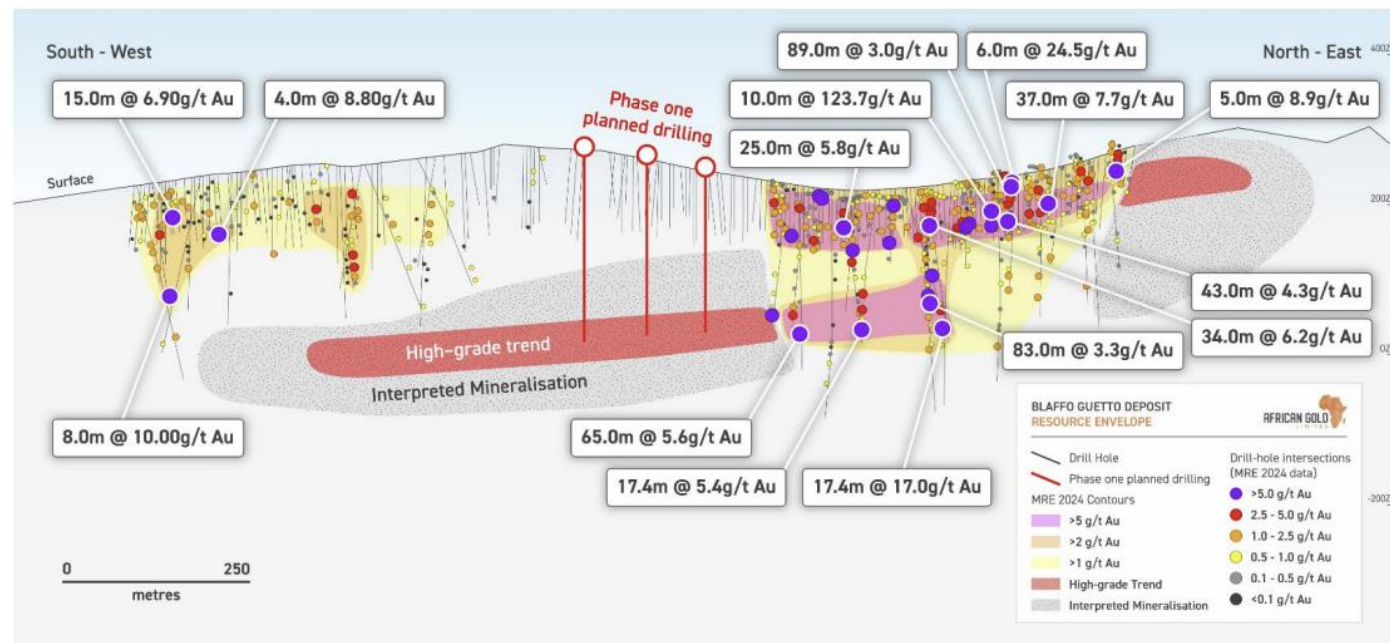 South - West
North - East
400Z
89.0m @ 3.0g/t Au
6.0m @ 24.5g/t Au
15.0m @ 6.90g/t Au
4.0m @ 8.80g/t Au
10.0m @ 123.7g/t Au
37.0m @ 7.7g/t Au
5.0m @ 8.9g/t Au
Phase one
planned drilling
25.0m @ 5.8g/t Au
Surface
200Z
43.0m @ 4.3g/t Au
34.0m @ 6.2g/t Au
83.0m @ 3.3g/t Au
0Z
High-grade trend
Interpreted Mineralisation
8.0m @ 10.00g/t Au
65.0m @ 5.6g/t Au
17.4m @ 5.4g/t Au
17.4m @ 17.0g/t Au
-200Z
BLAFFO GUETTO DEPOSIT
RESOURCE ENVELOPE
AFRICAN GOLD
LIMITED
Drill Hole
Phase one planned drilling
MRE 2024 Contours
>5 g/t Au
>2 g/t Au
>1 g/t Au
High-grade Trend
Interpreted Mineralisation
Drill-hole intersections
(MRE 2024 data)
>5.0 g/t Au
2.5 - 5.0 g/t Au
1.0 - 2.5 g/t Au
0.5 - 1.0 g/t Au
0.1 - 0.5 g/t Au
<0.1 g/t Au
0 250
metres